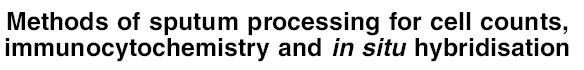 Methods of sputum processing for cell counts,
immunocytochemistry and in situ hybridisation